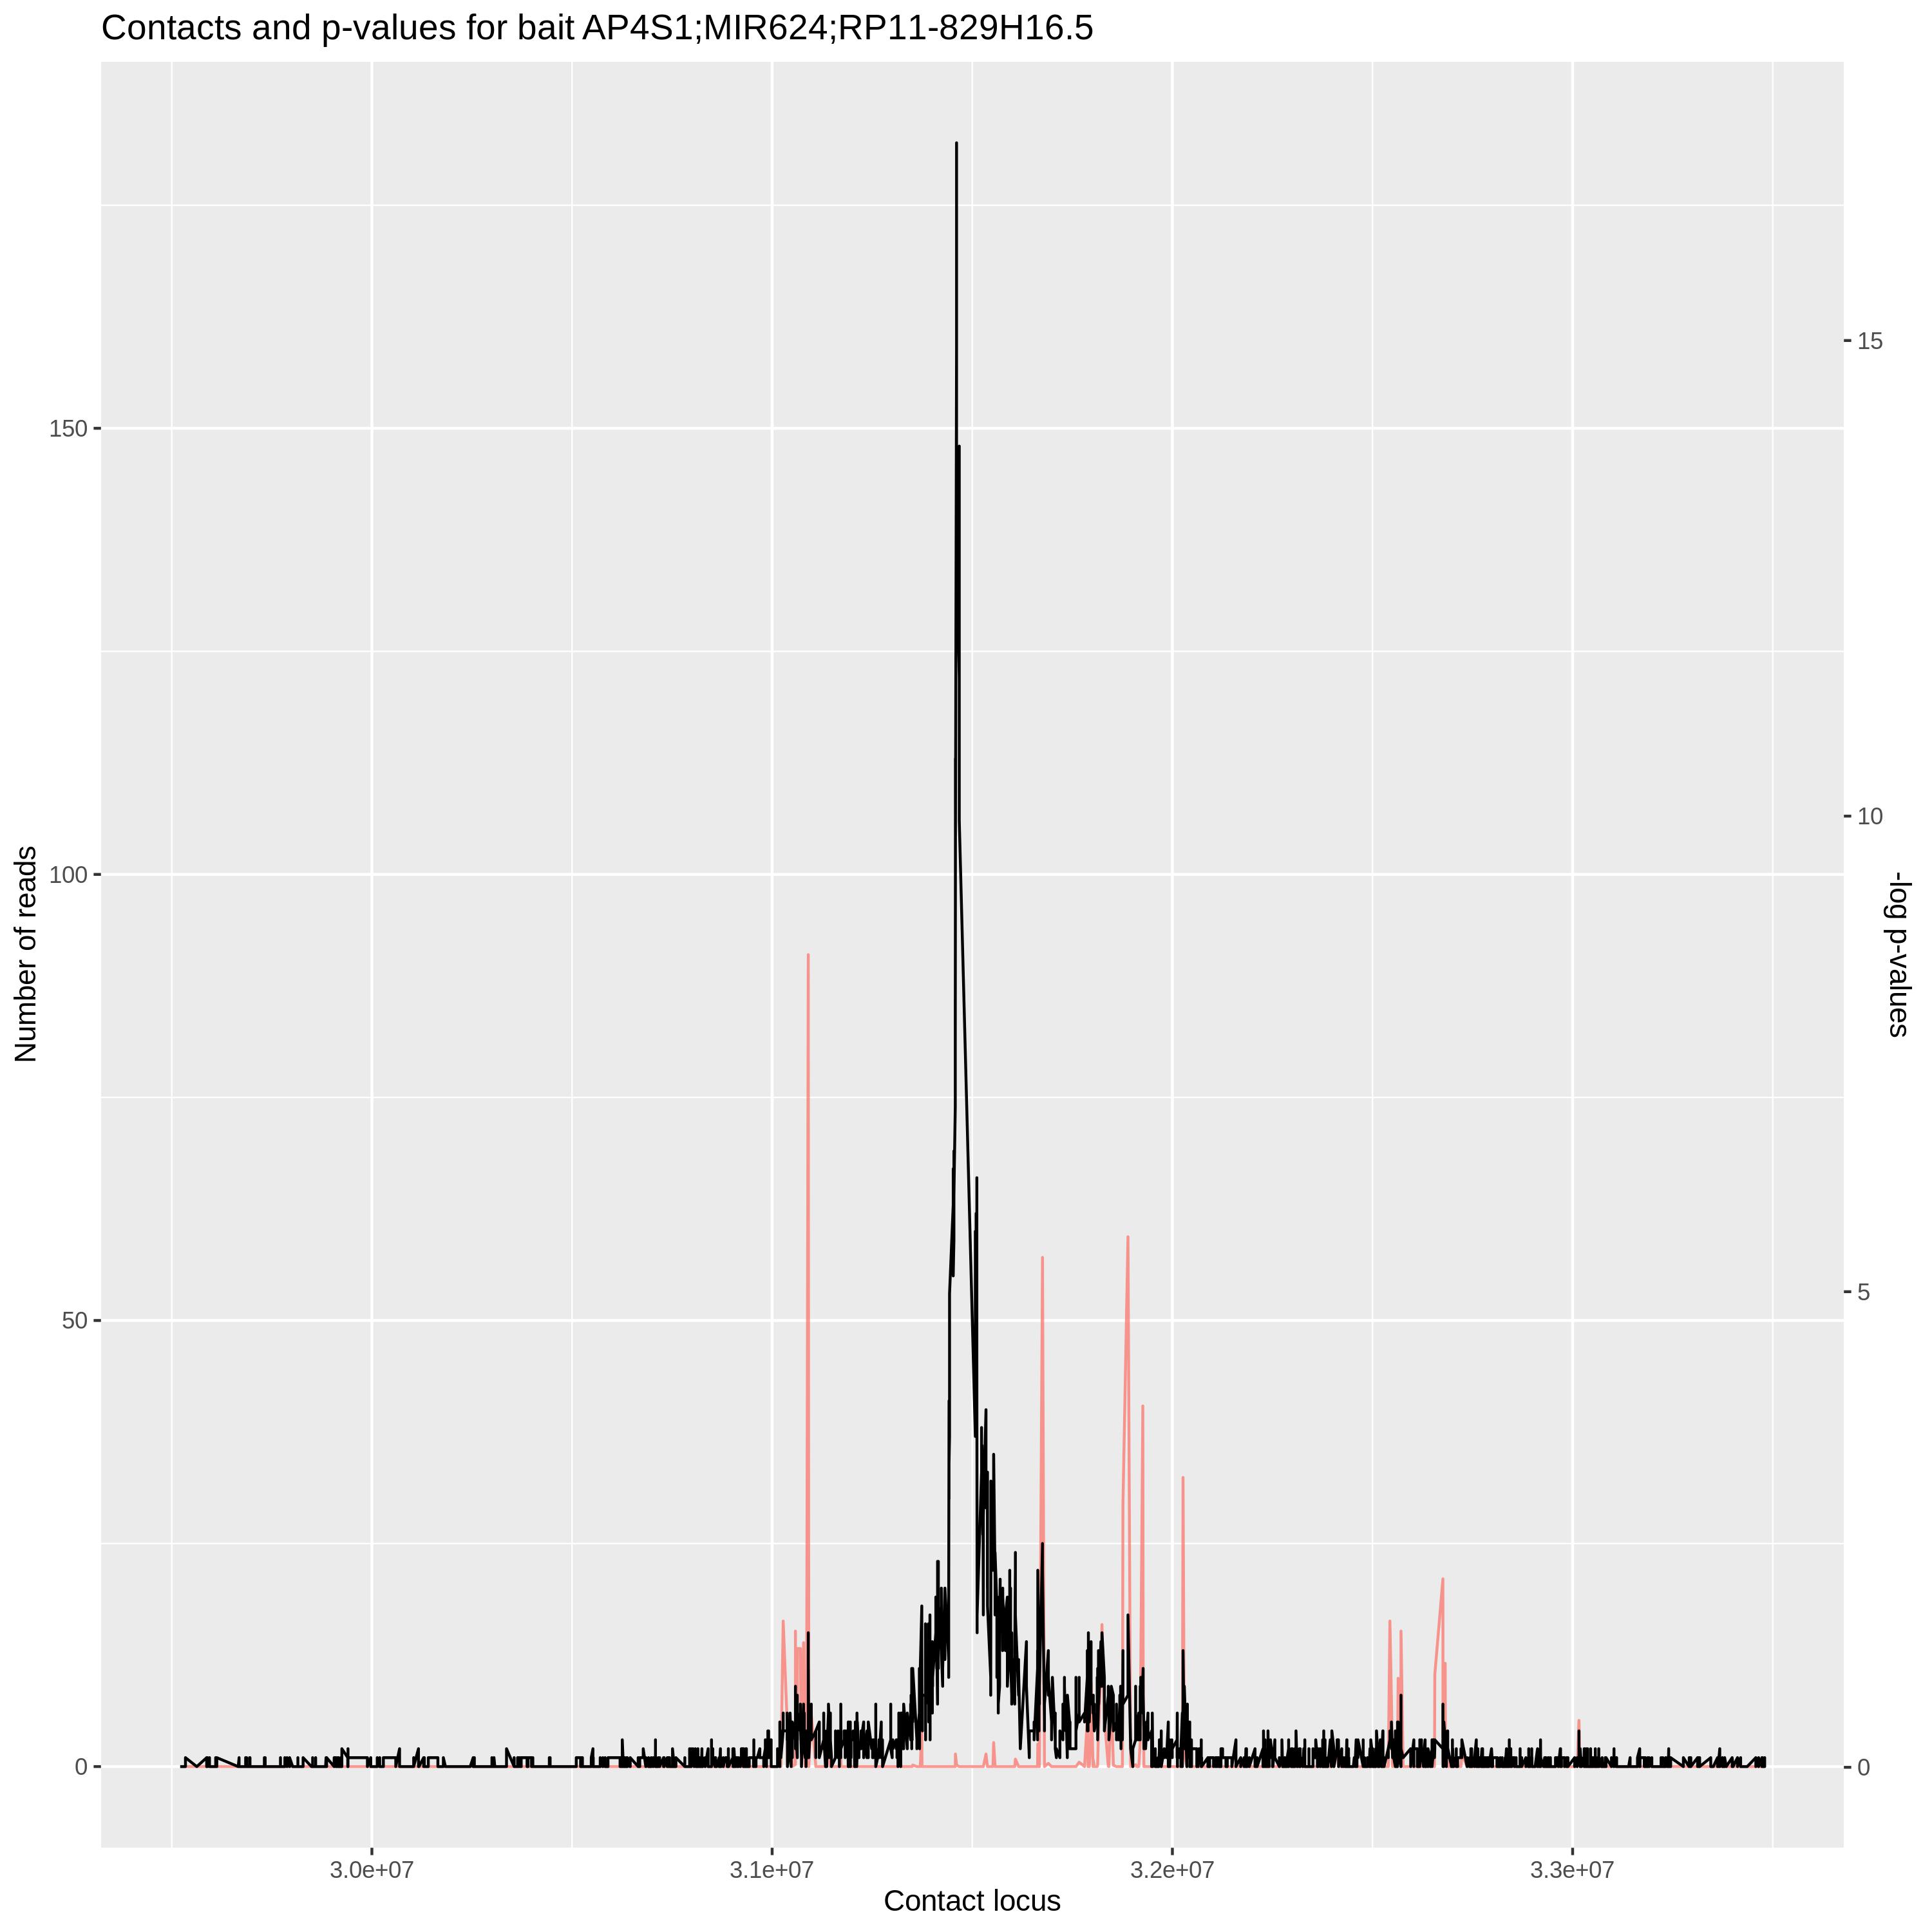 Contacts and p-values for bait AP4S1;MIR624;RP11-829H16.5
Number of reads
150
100
50
0
15
10
5
0
-log p-values
3.0e+07 3.1e+07 3.2e+07 3.3e+07
Contact locus